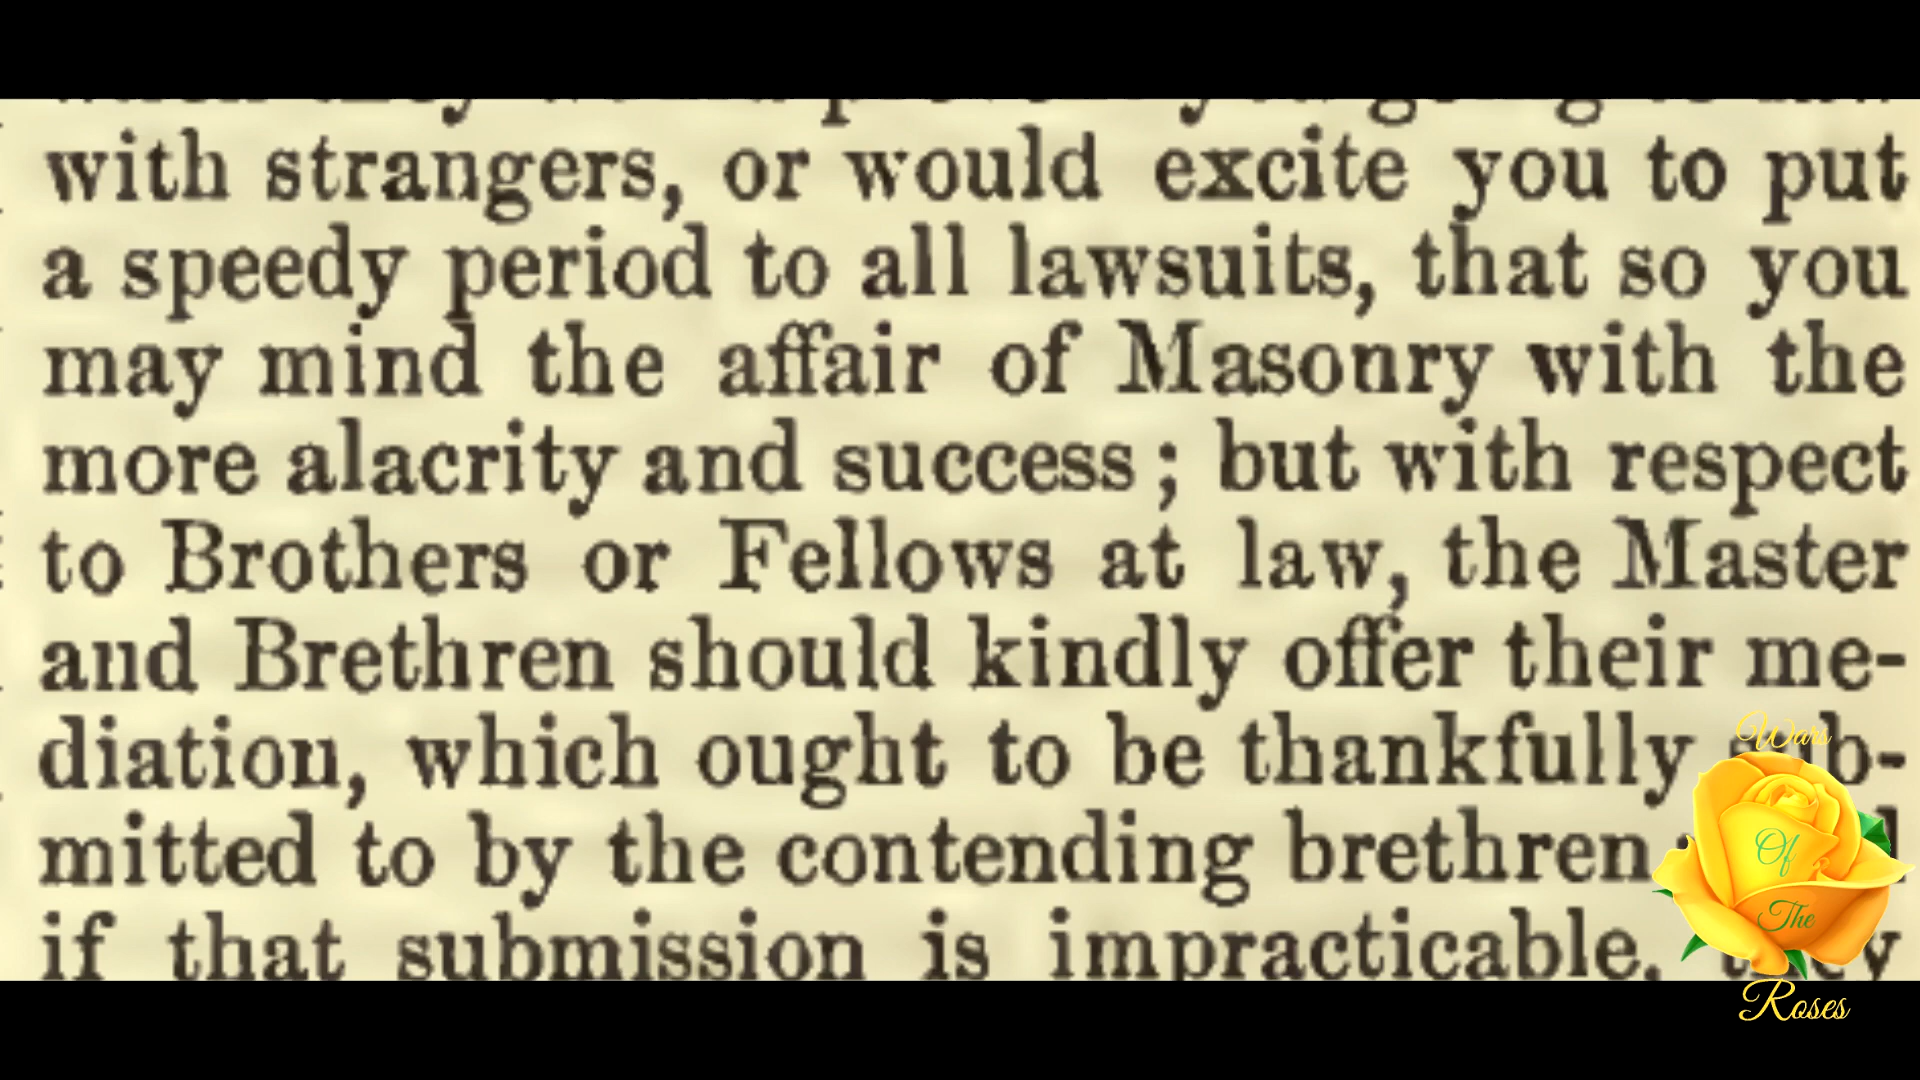 with strangers, or would excite you to put
a speedy period to all lawsuits, that so you
may mind the affair of Masonry with the
more alacrity and success ; but with respect
to Brothers or Fellows at law, the Master
and Brethren should kindly offer their me-
diation, which ought to be thankfully
mitted to by the contending brethren
if that submission is impracticable, they
Wars
Of
The
Roses